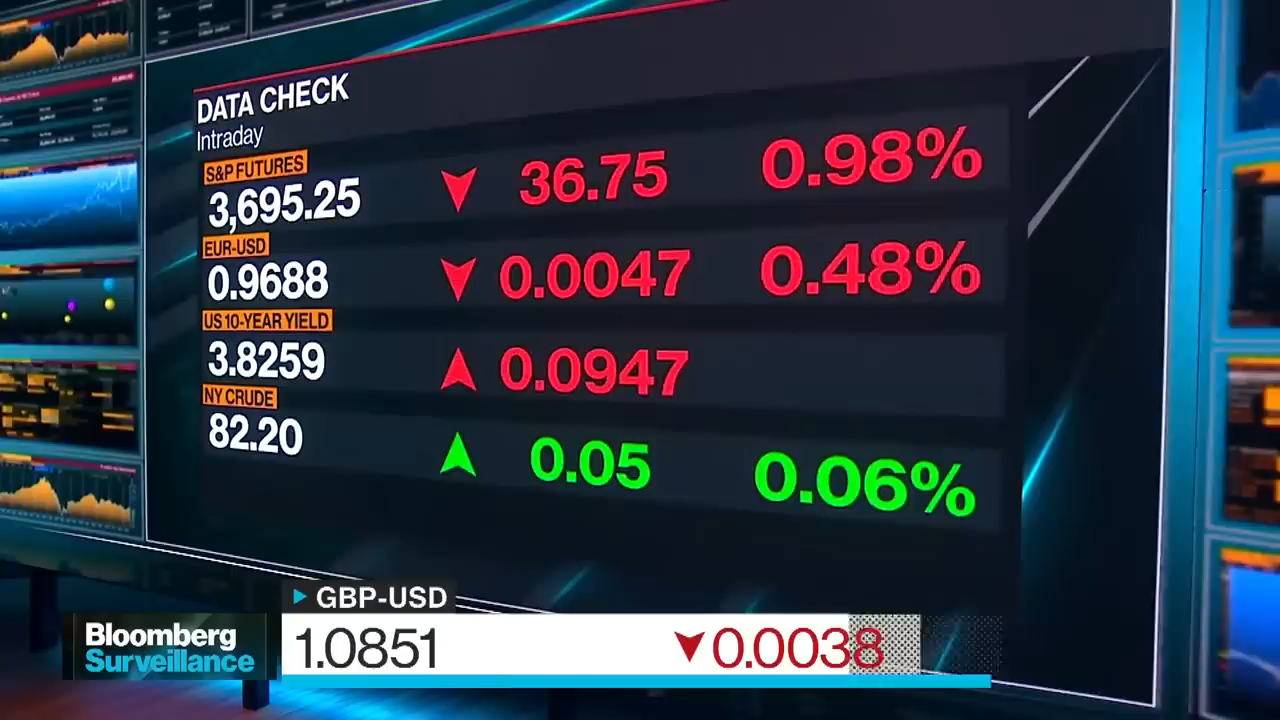 DATA CHECK
Intraday
S&P FUTURES
3,695.25 ▼ 36.75 0.98%
EUR-USD
0.9688 ▼ 0.0047 0.48%
US 10-YEAR YIELD
3.8259 ▲ 0.0947
NY CRUDE
82.20 ▲ 0.05 0.06%
GBP-USD
Bloomberg
Surveillance
1.0851 ▼0.0038